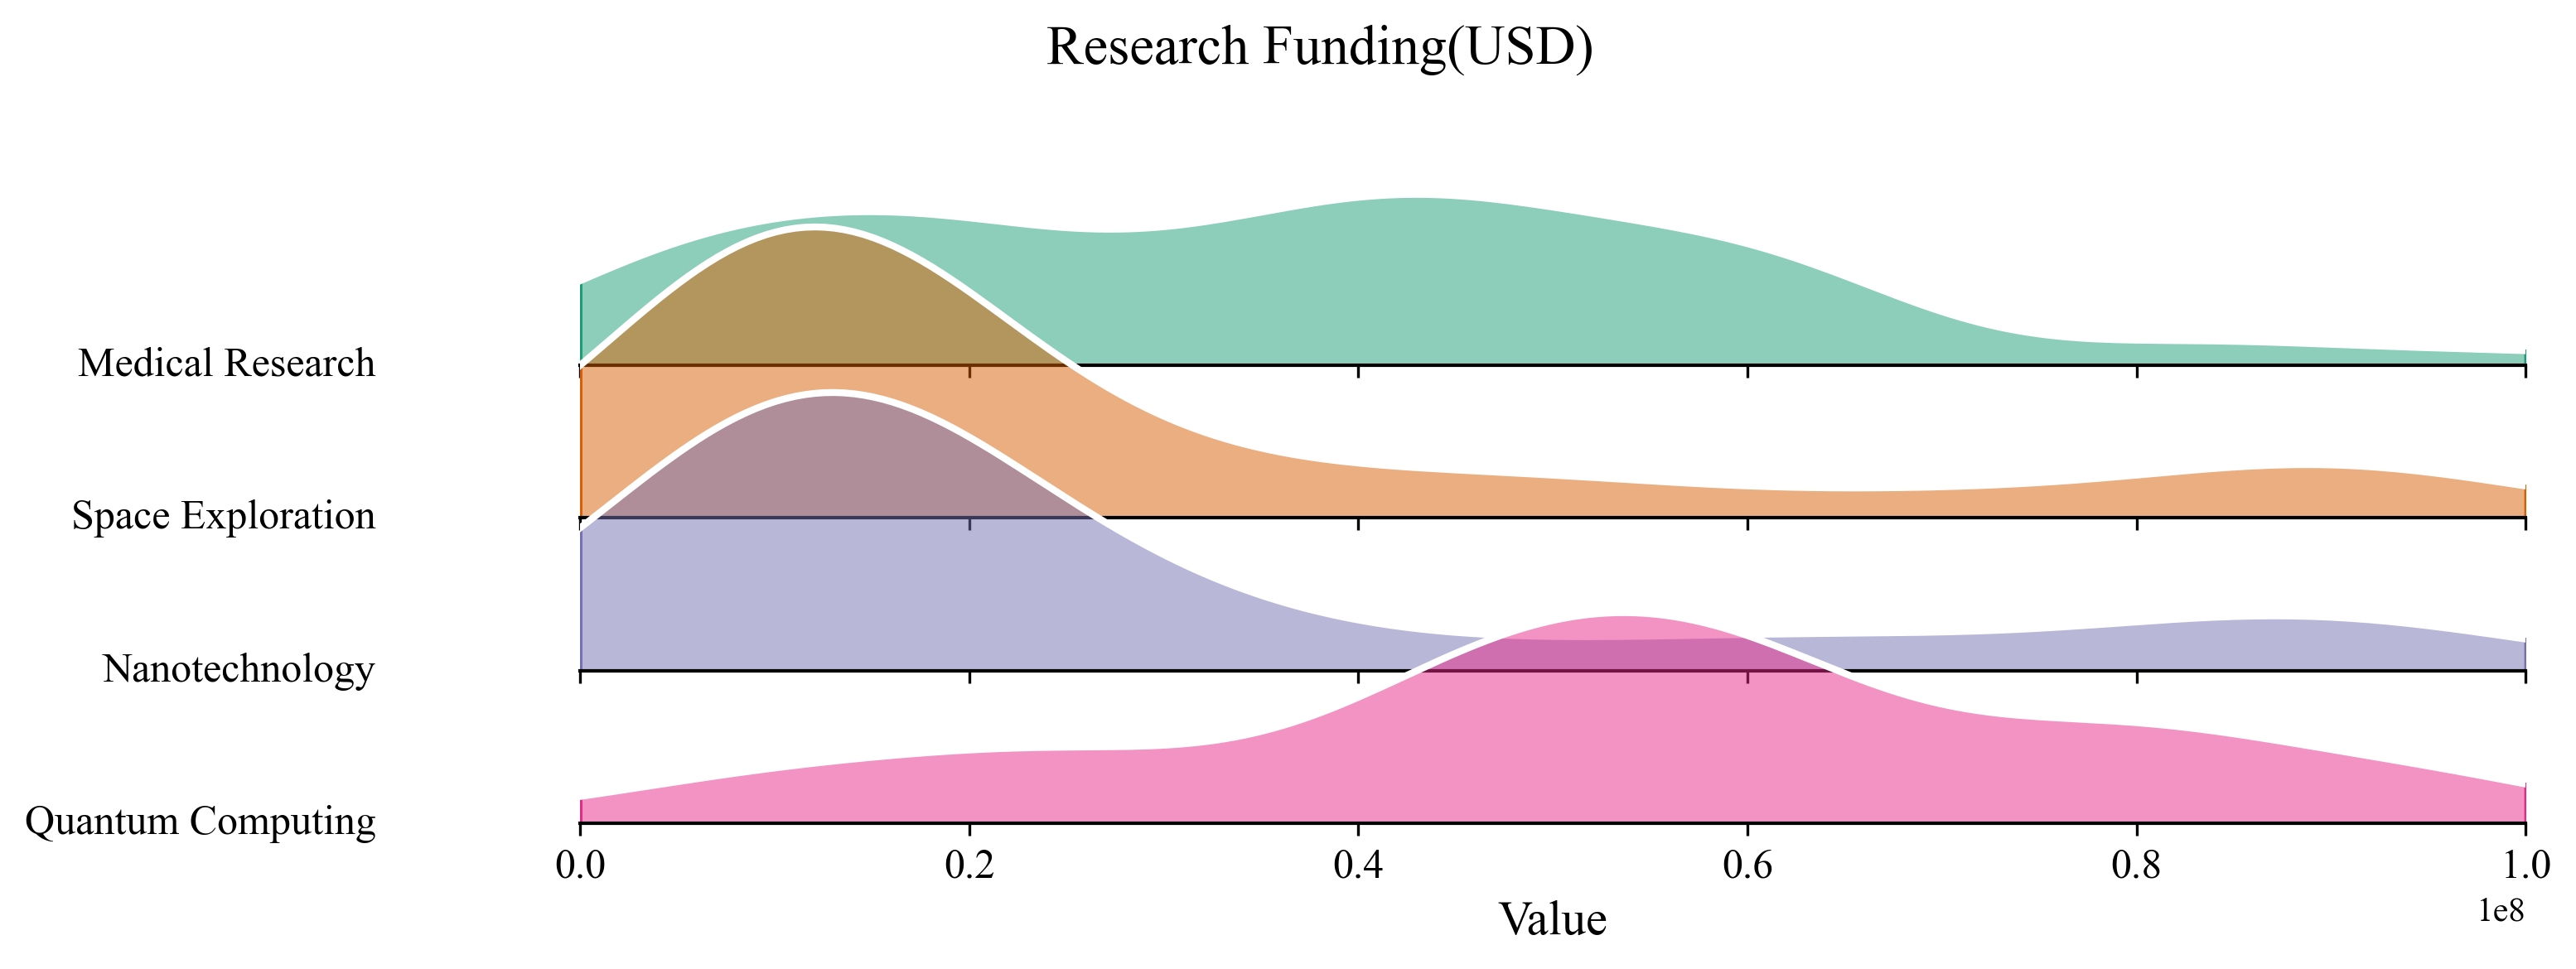 Research Funding(USD)
Medical Research
Space Exploration
Nanotechnology
Quantum Computing
0.0 0.2 0.4 0.6 0.8 1.0
1e8
Value